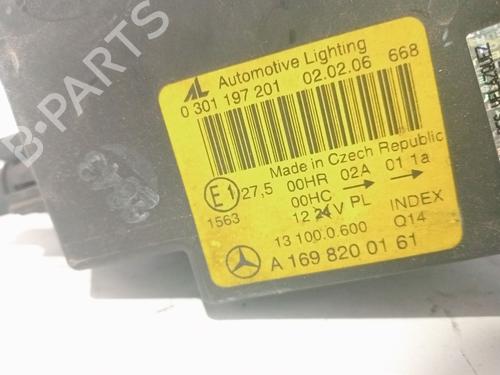 AL Automotive Lighting
0 301 197 201 02.02.06 668
Made in Czech Republic
E1 27,5 00HR 02A 01 1a
1563 00HC → →
12 24V PL INDEX
13 100.0.600 Q14
A 169 820 01 61
B-PARTS